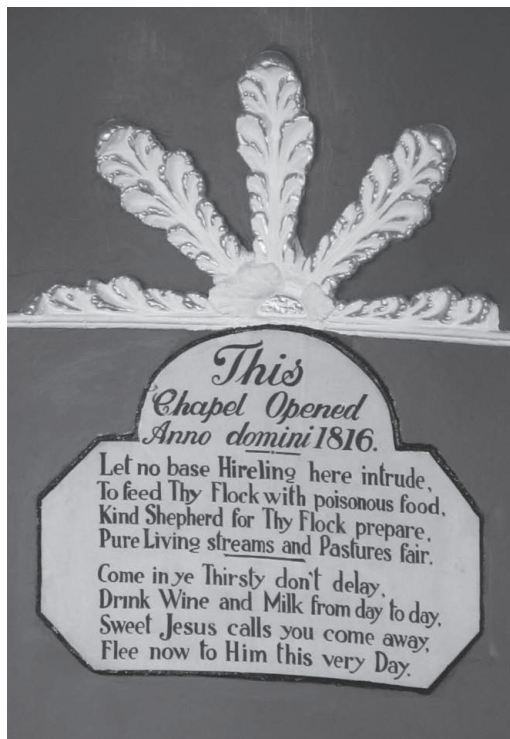 This
Chapel Opened
Anno domini 1816.
Let no base Hireling here intrude,
To feed Thy Flock with poisonous food,
Kind Shepherd for Thy Flock prepare,
Pure Living streams and Pastures fair.
Come in ye Thirsty don't delay,
Drink Wine and Milk from day to day,
Sweet Jesus calls you come away,
Flee now to Him this very Day.